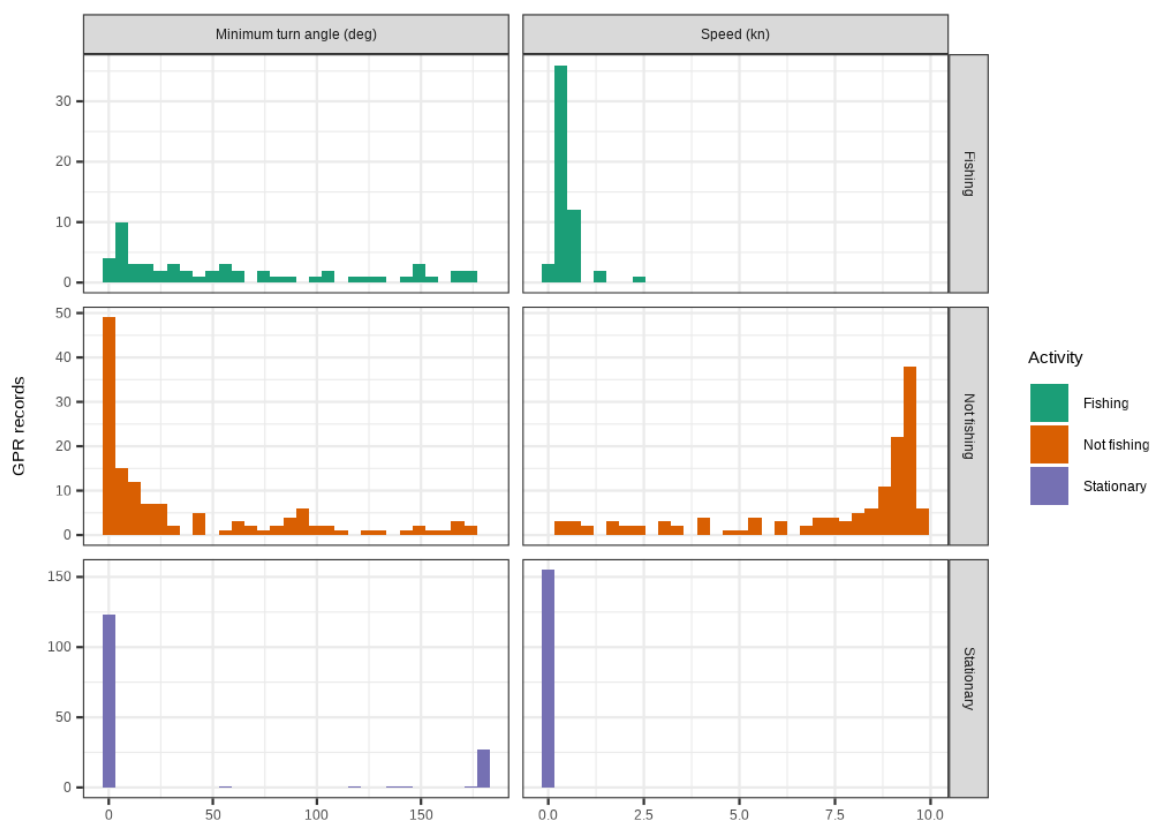 Minimum turn angle (deg)
Speed (kn)
30
20
10
0
Fishing
50
40
30
20
10
0
Not fishing
150
100
50
0
Stationary
0
50
100
150
0.0
2.5
5.0
7.5
10.0
GPR records
Activity
Fishing
Not fishing
Stationary